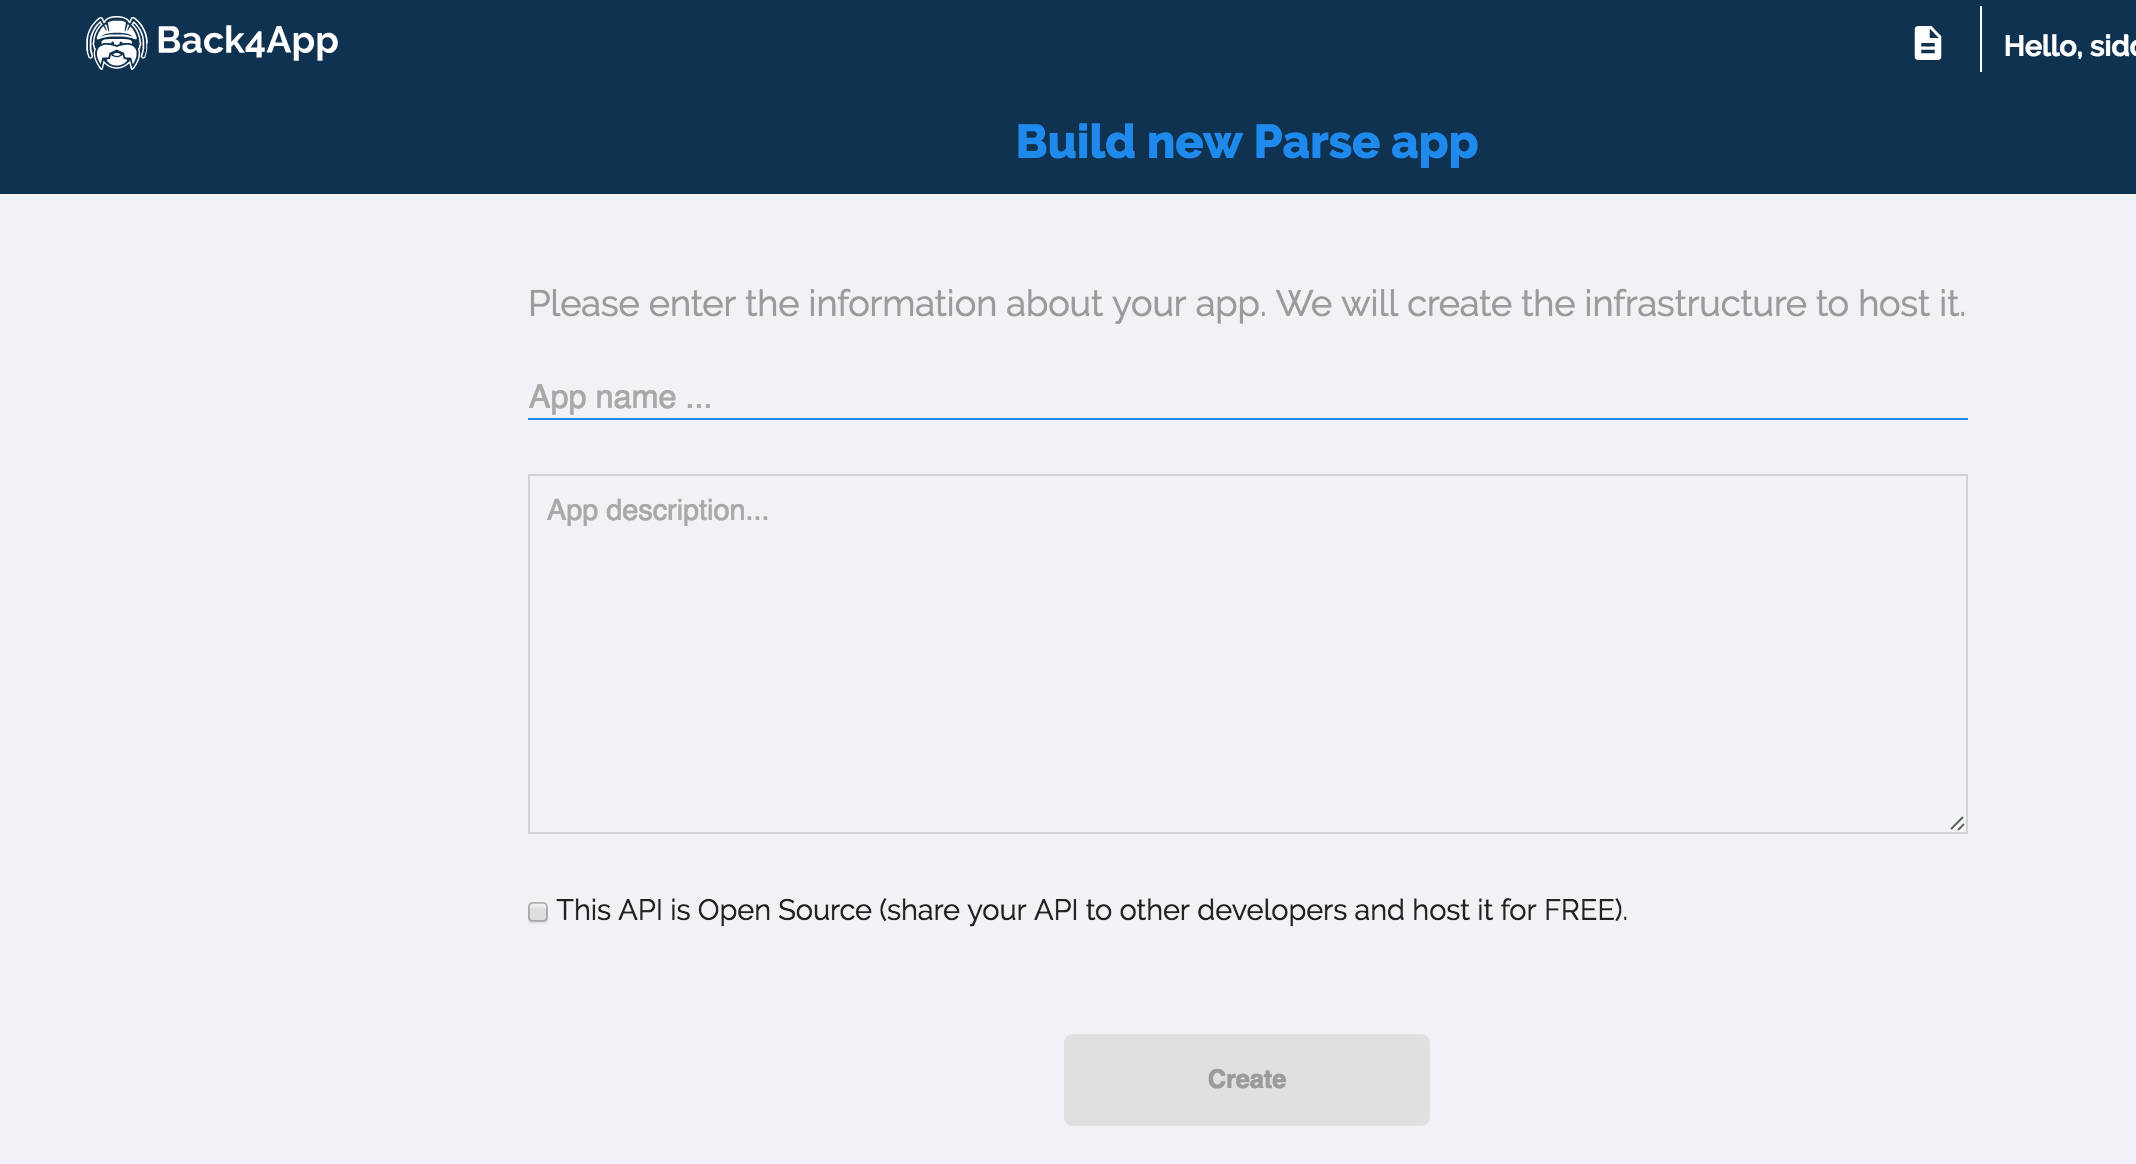 Back4App
Hello, sid
Build new Parse app
Please enter the information about your app. We will create the infrastructure to host it.
App name ...
App description...
This API is Open Source (share your API to other developers and host it for FREE).
Create